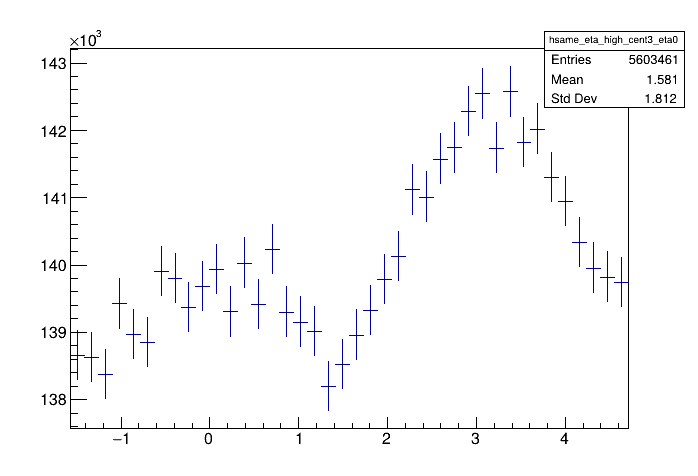 ×10³
hsame_eta_high_cent3_eta0
Entries 5603461
Mean 1.581
Std Dev 1.812
143
142
141
140
139
138
−1 0 1 2 3 4